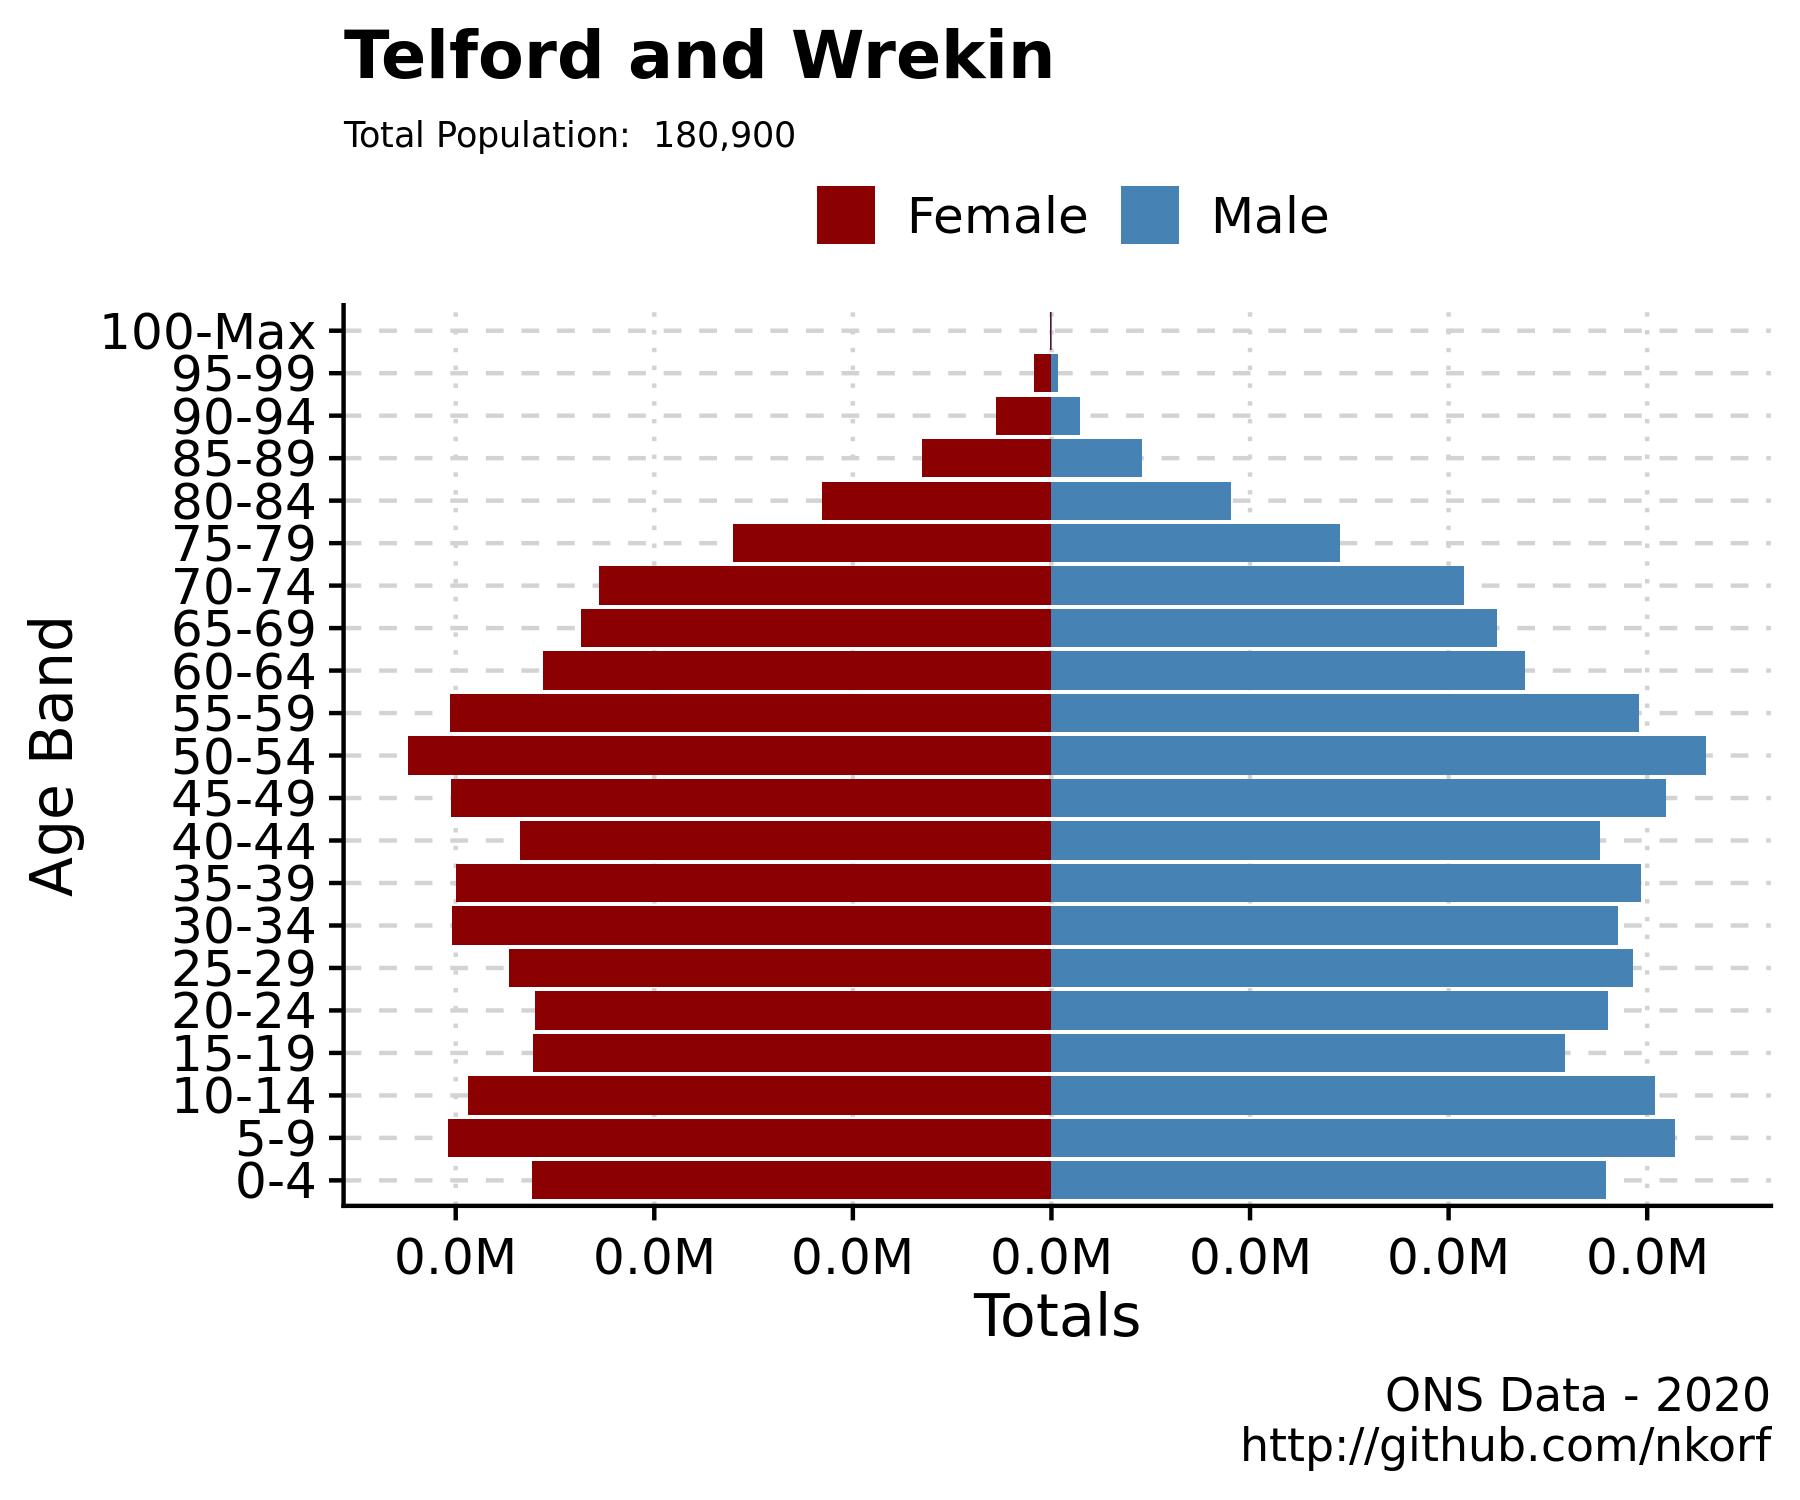 Telford and Wrekin
Total Population:  180,900
Female Male
100-Max
95-99
90-94
85-89
80-84
75-79
70-74
65-69
60-64
55-59
50-54
45-49
40-44
35-39
30-34
25-29
20-24
15-19
10-14
5-9
0-4
Age Band
0.0M 0.0M 0.0M 0.0M 0.0M 0.0M 0.0M
Totals
ONS Data - 2020
http://github.com/nkorf